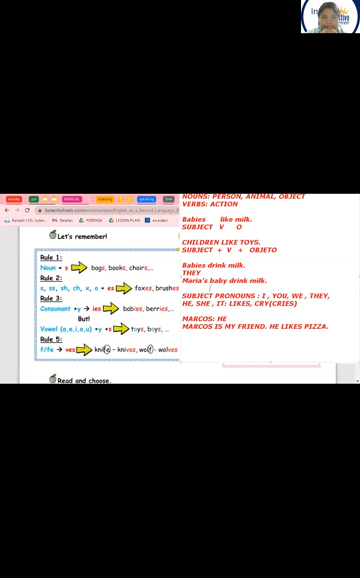 NOUNS: PERSON, ANIMAL, OBJECT
VERBS: ACTION
Babies like milk.
SUBJECT V O
CHILDREN LIKE TOYS.
SUBJECT + V + OBJETO
Babies drink milk.
THEY
Maria's baby drink milk.
SUBJECT PRONOUNS : I , YOU, WE , THEY,
HE, SHE , IT: LIKES, CRY(CRIES)
MARCOS: HE
MARCOS IS MY FRIEND. HE LIKES PIZZA.
Let's remember!
Rule 1:
Noun + s bags, books, chairs,...
Rule 2:
s, ss, sh, ch, x, o + es foxes, brushes
Rule 3:
Consonant +y → ies babies, berries,...
But!
Vowel (a,e,i,o,u) +y +s toys, boys, ...
Rule 5:
f/fe → ves knife - knives, wolf- wolves
Read and choose.